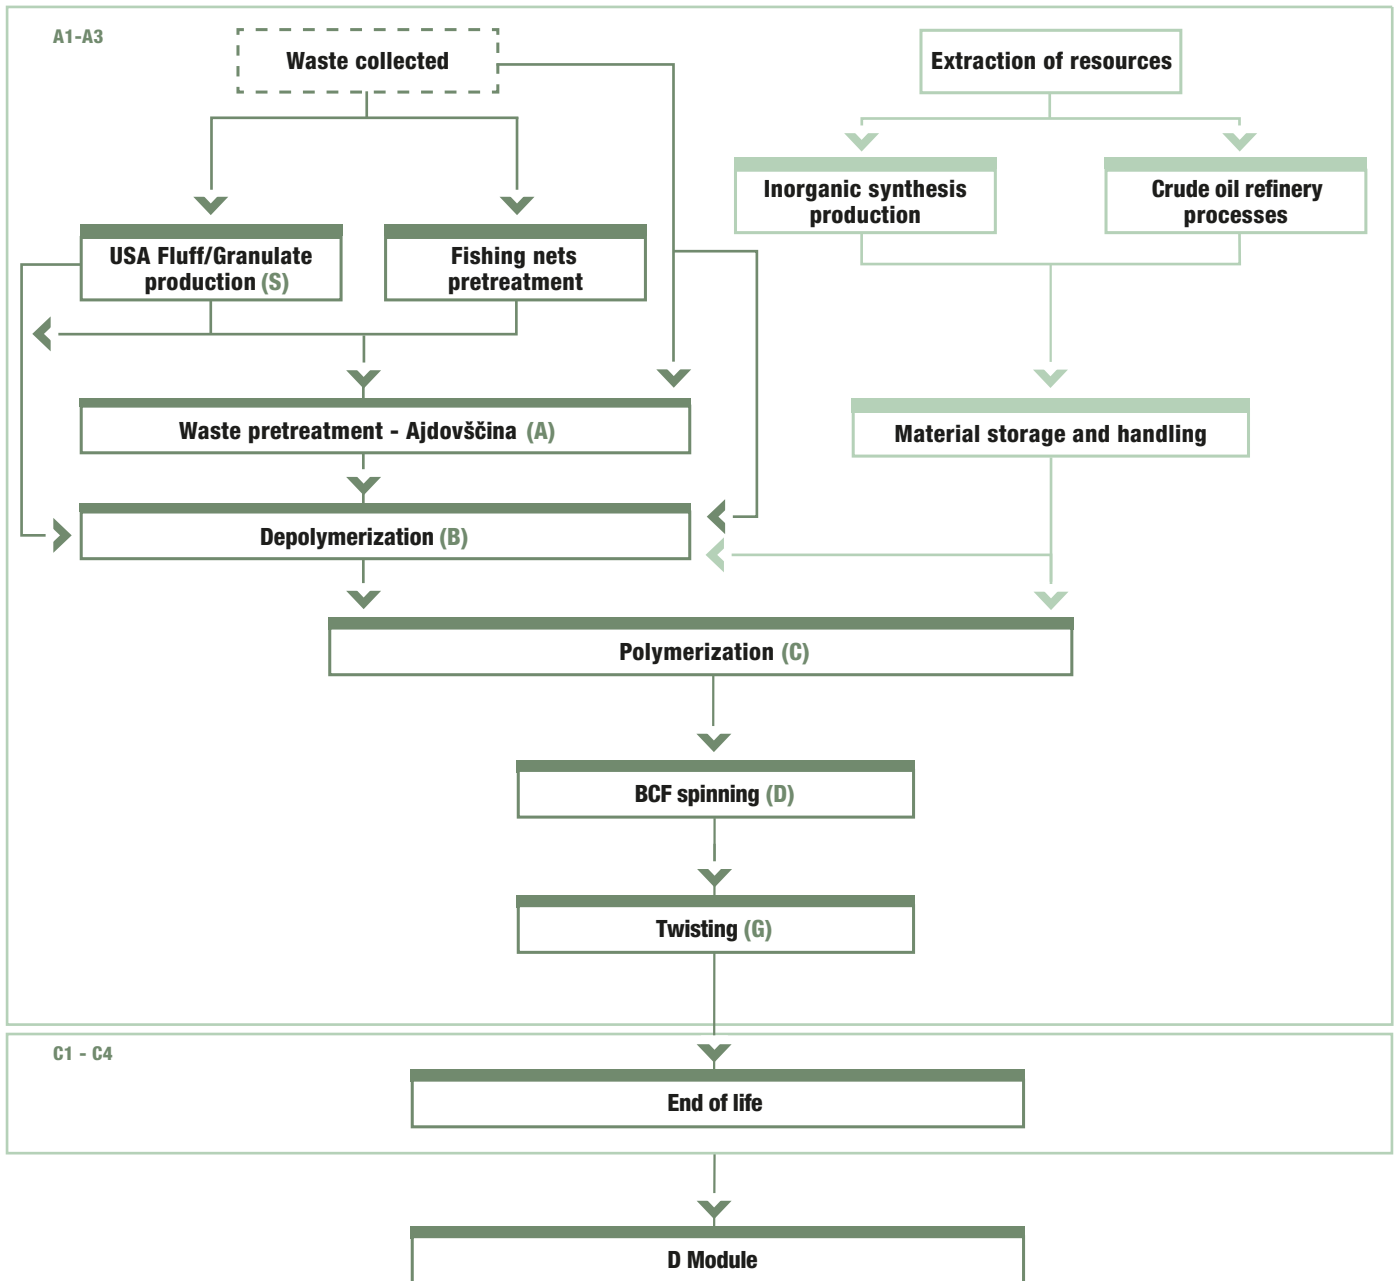 A1-A3
Waste collected
Extraction of resources
Inorganic synthesis
production
Crude oil refinery
processes
USA Fluff/Granulate
production (S)
Fishing nets
pretreatment
Waste pretreatment - Ajdovščina (A)
Material storage and handling
Depolymerization (B)
Polymerization (C)
BCF spinning (D)
Twisting (G)
C1 - C4
End of life
D Module